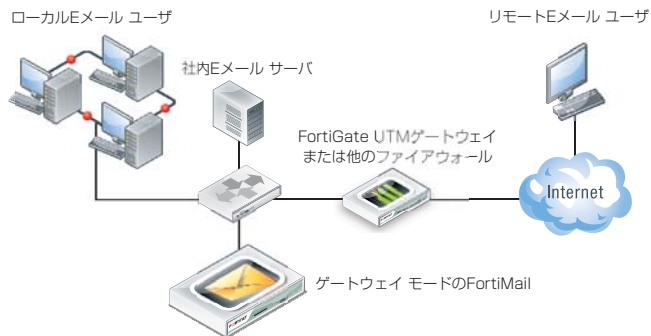 ローカルEメール ユーザ
リモートEメール ユーザ
社内Eメール サーバ
FortiGate UTMゲートウェイ
または他のファイアウォール
Internet
ゲートウェイ モードのFortiMail